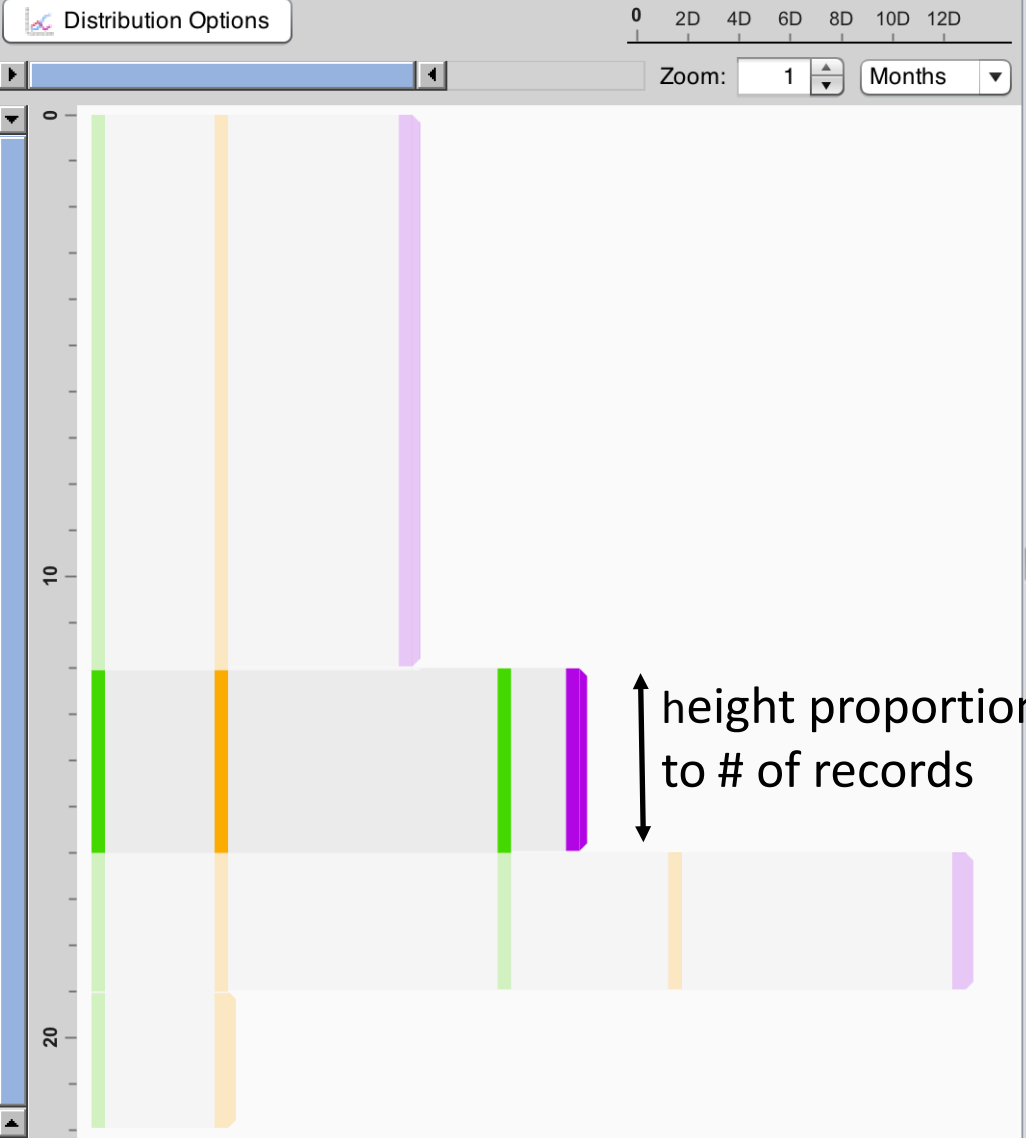 Distribution Options
0 2D 4D 6D 8D 10D 12D
Zoom: 1 Months
0
10
height proportion
to # of records
20